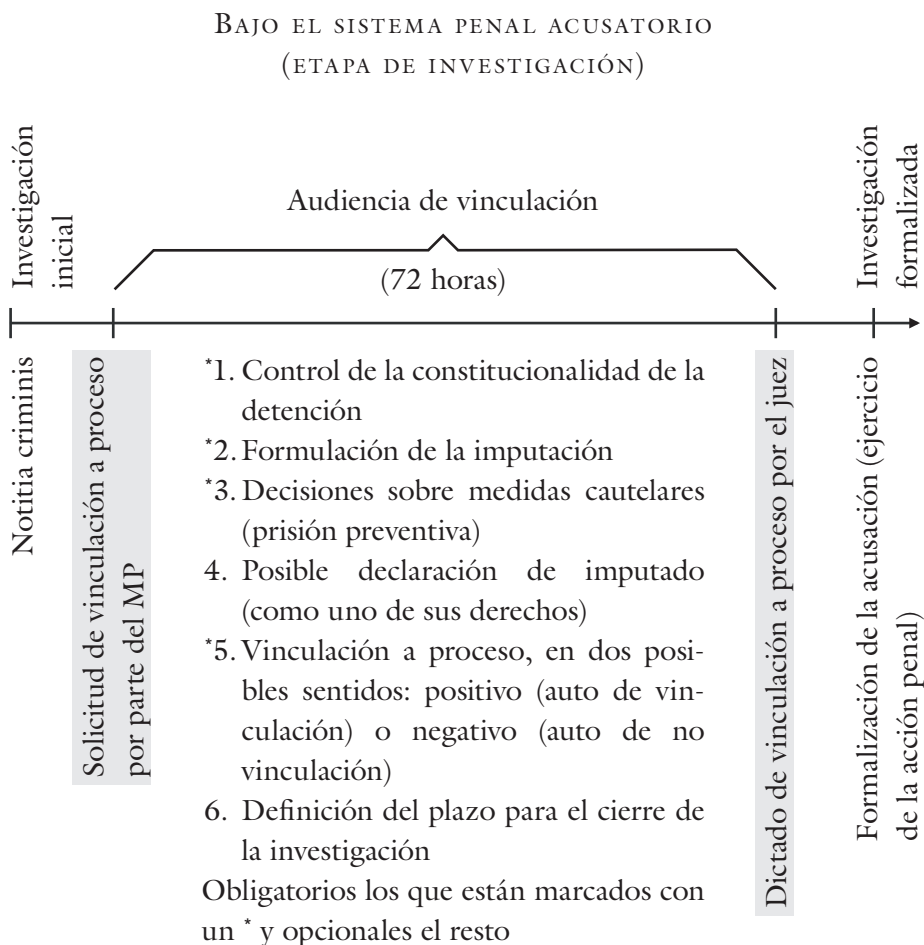 BAJO EL SISTEMA PENAL ACUSATORIO
(ETAPA DE INVESTIGACIÓN)
Investigación
inicial
Audiencia de vinculación
(72 horas)
Investigación
formalizada
Notitia criminis
Solicitud de vinculación a proceso
por parte del MP
*1. Control de la constitucionalidad de la
detención
*2. Formulación de la imputación
*3. Decisiones sobre medidas cautelares
(prisión preventiva)
4. Posible declaración de imputado
(como uno de sus derechos)
*5. Vinculación a proceso, en dos posi-
bles sentidos: positivo (auto de vin-
culación) o negativo (auto de no
vinculación)
6. Definición del plazo para el cierre de
la investigación
Obligatorios los que están marcados con
un * y opcionales el resto
Dictado de vinculación a proceso por el juez
Formalización de la acusación (ejercicio
de la acción penal)